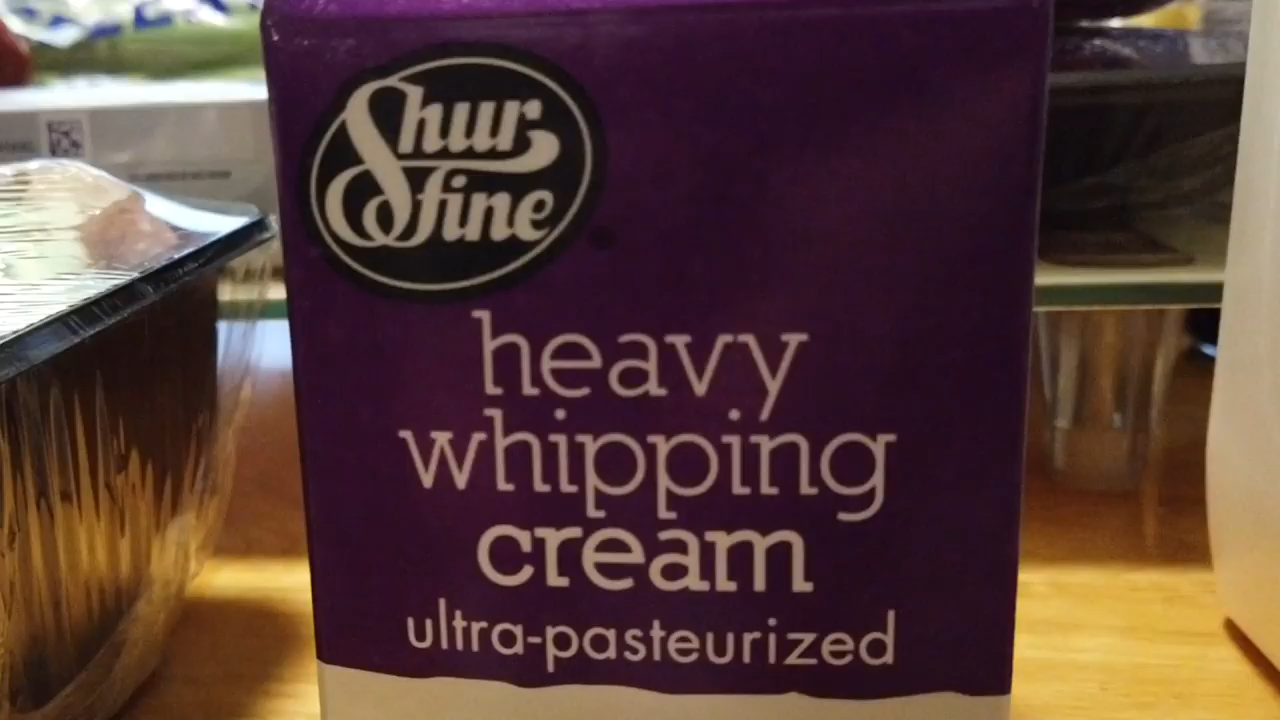 Shur
fine
heavy
whipping
cream
ultra-pasteurized